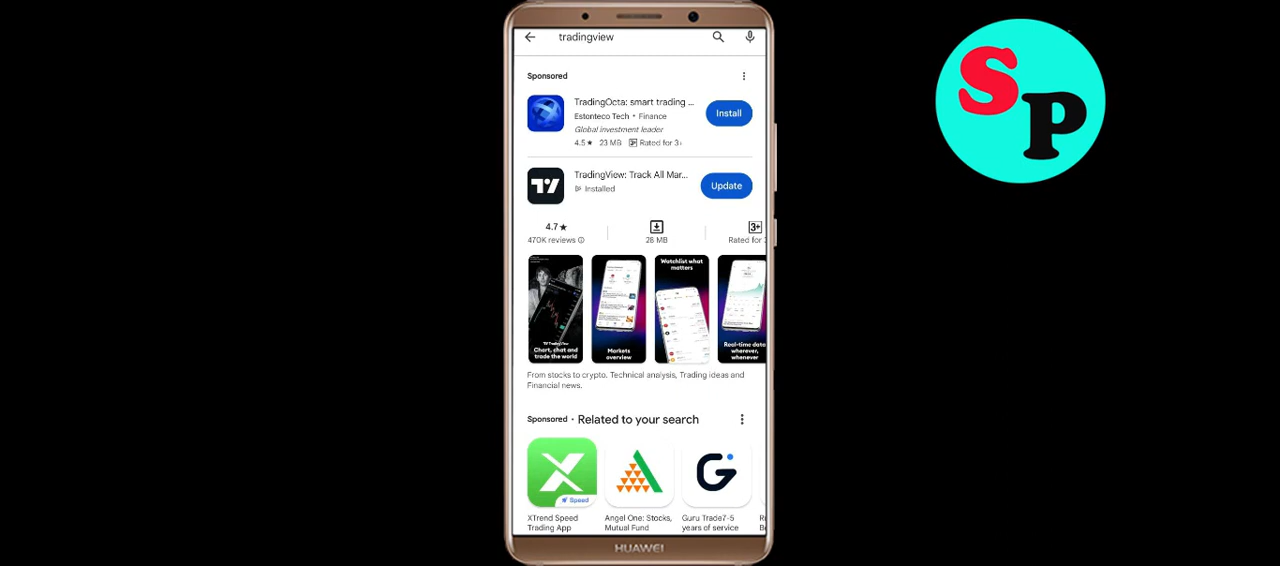 tradingview
Sponsored
TradingOcta: smart trading ...
Estonteco Tech • Finance
Global investment leader
4.5★ 23 MB Rated for 3+
Install
TradingView: Track All Mar...
Installed
Update
4.7★
470K reviews
28 MB
3+
Rated for
Chart, chat and
trade the world
Markets
overview
Watchlist what
matters
Real-time data
wherever,
whenever
From stocks to crypto. Technical analysis, Trading ideas and
Financial news.
Sponsored • Related to your search
Speed
XTrend Speed
Trading App
Angel One: Stocks,
Mutual Fund
Guru Trade7-5
years of service
HUAWEI
SP